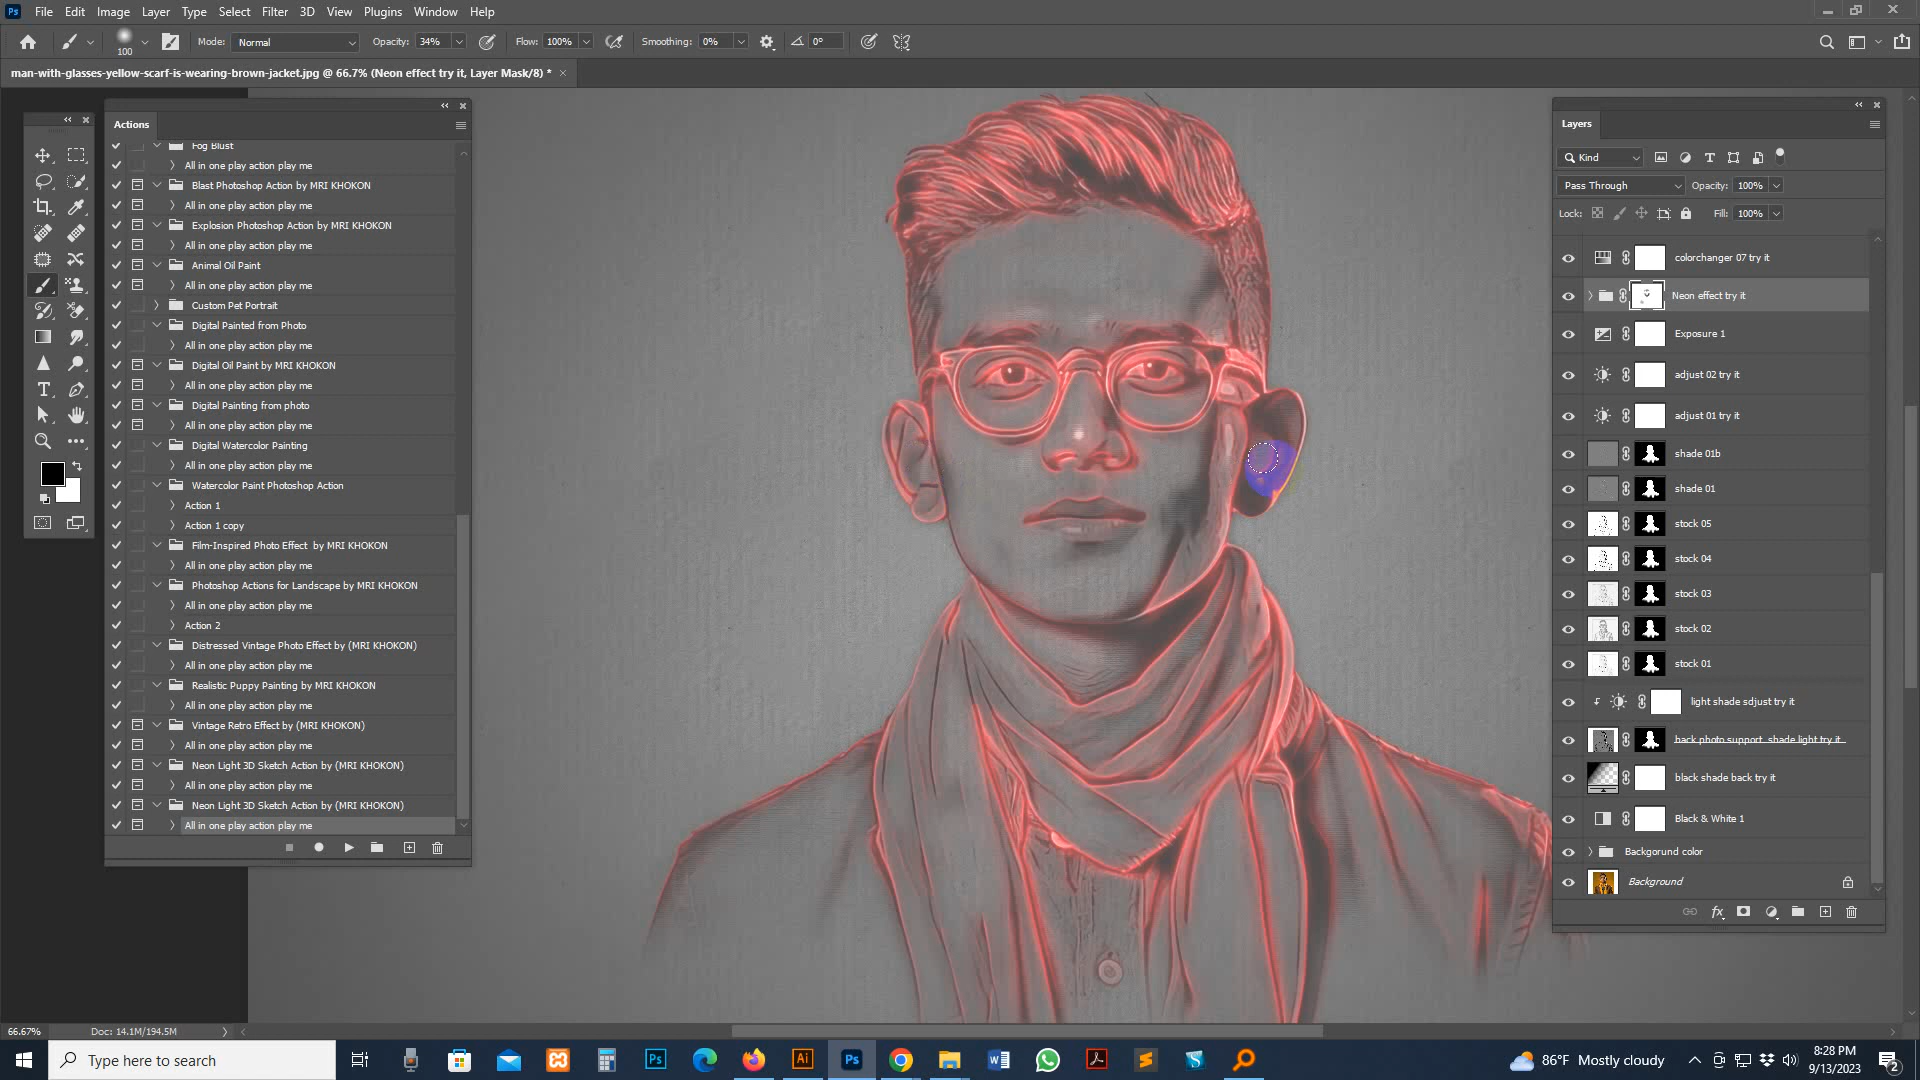 Ps File Edit Image Layer Type Select Filter 3D View Plugins Window Help
100 Mode: Normal Opacity: 34% Flow: 100% Smoothing: 0% 0°
man-with-glasses-yellow-scarf-is-wearing-brown-jacket.jpg @ 66.7% (Neon effect try it, Layer Mask/8) *
Actions
Fog Blust
All in one play action play me
Blast Photoshop Action by MRI KHOKON
All in one play action play me
Explosion Photoshop Action by MRI KHOKON
All in one play action play me
Animal Oil Paint
All in one play action play me
Custom Pet Portrait
Digital Painted from Photo
All in one play action play me
Digital Oil Paint by MRI KHOKON
All in one play action play me
Digital Painting from photo
All in one play action play me
Digital Watercolor Painting
All in one play action play me
Watercolor Paint Photoshop Action
Action 1
Action 1 copy
Film-Inspired Photo Effect by MRI KHOKON
All in one play action play me
Photoshop Actions for Landscape by MRI KHOKON
All in one play action play me
Action 2
Distressed Vintage Photo Effect by (MRI KHOKON)
All in one play action play me
Realistic Puppy Painting by MRI KHOKON
All in one play action play me
Vintage Retro Effect by (MRI KHOKON)
All in one play action play me
Neon Light 3D Sketch Action by (MRI KHOKON)
All in one play action play me
Neon Light 3D Sketch Action by (MRI KHOKON)
All in one play action play me
Layers
Kind
Pass Through Opacity: 100%
Lock: Fill: 100%
colorchanger 07 try it
Neon effect try it
Exposure 1
adjust 02 try it
adjust 01 try it
shade 01b
shade 01
stock 05
stock 04
stock 03
stock 02
stock 01
light shade sdjust try it
back photo support shade light try it
black shade back try it
Black & White 1
Backgorund color
Background
66.67% Doc: 14.1M/194.5M
Type here to search
86°F Mostly cloudy
8:28 PM
9/13/2023
2